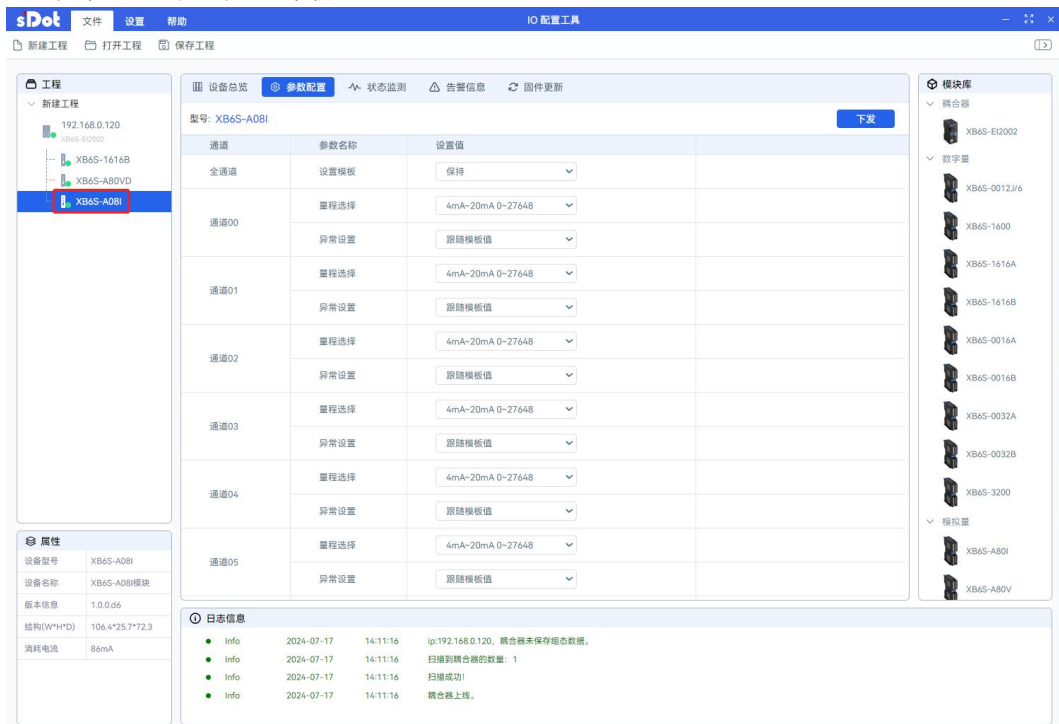 sDot 文件 设置 帮助 IO 配置工具
新建工程 打开工程 保存工程
工程
新建工程
192.168.0.120
XB6S-EI2002
XB6S-1616B
XB6S-A80VD
XB6S-A08I
设备总览 参数配置 状态监测 告警信息 固件更新
型号: XB6S-A08I 下发
通道 参数名称 设置值
全通道 设置模板 保持
通道00 量程选择 4mA~20mA 0~27648
异常设置 跟随模板值
通道01 量程选择 4mA~20mA 0~27648
异常设置 跟随模板值
通道02 量程选择 4mA~20mA 0~27648
异常设置 跟随模板值
通道03 量程选择 4mA~20mA 0~27648
异常设置 跟随模板值
通道04 量程选择 4mA~20mA 0~27648
异常设置 跟随模板值
通道05 量程选择 4mA~20mA 0~27648
异常设置 跟随模板值
模块库
耦合器
XB6S-EI2002
数字量
XB6S-0012J/6
XB6S-1600
XB6S-1616A
XB6S-1616B
XB6S-0016A
XB6S-0016B
XB6S-0032A
XB6S-0032B
XB6S-3200
模拟量
XB6S-A80I
XB6S-A80V
属性
设备型号 XB6S-A08I
设备名称 XB6S-A08I模块
版本信息 1.0.0.d6
结构(W*H*D) 106.4*25.7*72.3
消耗电流 86mA
日志信息
Info 2024-07-17 14:11:16 ip:192.168.0.120，耦合器未保存组态数据。
Info 2024-07-17 14:11:16 扫描到耦合器的数量：1
Info 2024-07-17 14:11:16 扫描成功!
Info 2024-07-17 14:11:16 耦合器上线。